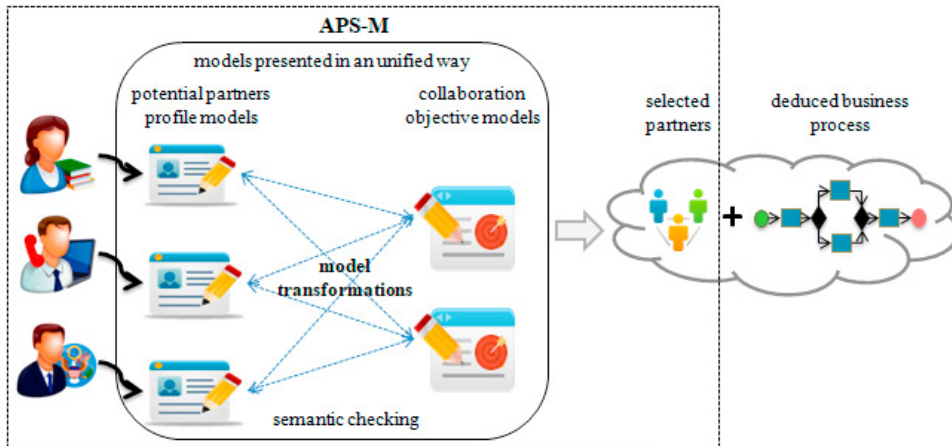 APS-M
models presented in an unified way
potential partners
profile models
collaboration
objective models
selected
partners
deduced business
process
model
transformations
+
semantic checking